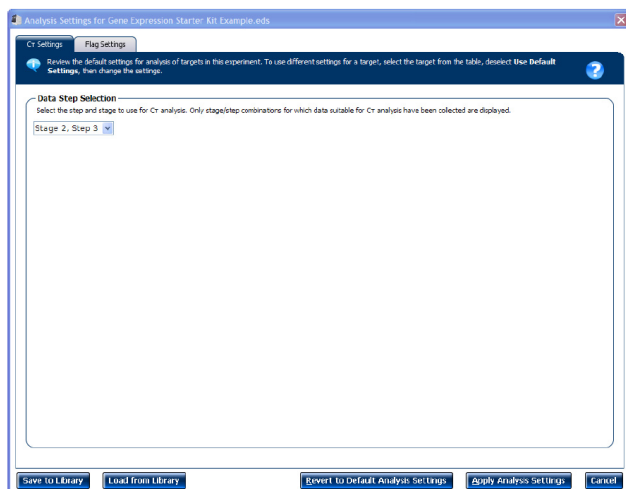 Analysis Settings for Gene Expression Starter Kit Example.eds
CT Settings
Flag Settings
Review the default settings for analysis of targets in this experiment. To use different settings for a target, select the target from the table, deselect Use Default
Settings, then change the settings.
?
Data Step Selection
Select the step and stage to use for CT analysis. Only stage/step combinations for which data suitable for CT analysis have been collected are displayed.
Stage 2, Step 3
Save to Library
Load from Library
Revert to Default Analysis Settings
Apply Analysis Settings
Cancel